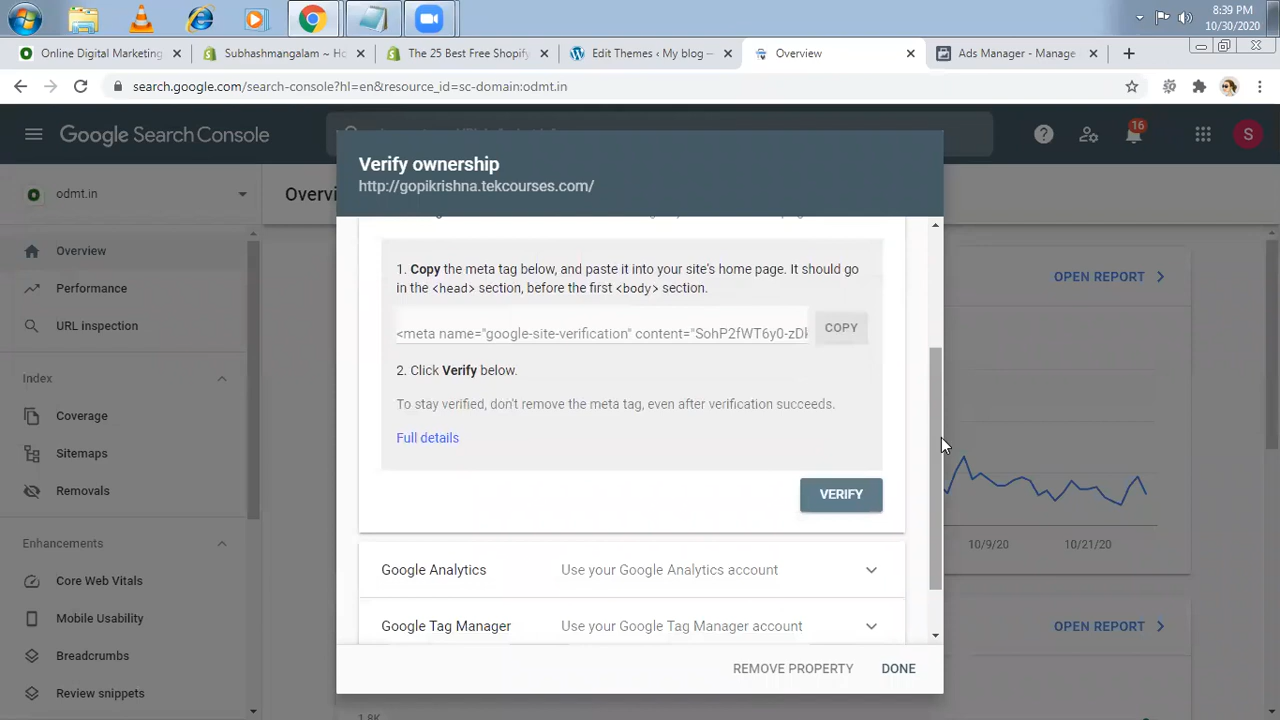 8:39 PM
10/30/2020
Online Digital Marketing
Subhashmangalam ~ Ho
The 25 Best Free Shopify
Edit Themes ‹ My blog —
Overview
Ads Manager - Manage
search.google.com/search-console?hl=en&resource_id=sc-domain:odmt.in
Google Search Console
16
S
Verify ownership
http://gopikrishna.tekcourses.com/
odmt.in
Overvi
Overview
Performance
URL inspection
Index
Coverage
Sitemaps
Removals
Enhancements
Core Web Vitals
Mobile Usability
Breadcrumbs
Review snippets
1. Copy the meta tag below, and paste it into your site's home page. It should go
in the <head> section, before the first <body> section.
<meta name="google-site-verification" content="SohP2fWT6y0-zDk
COPY
2. Click Verify below.
To stay verified, don't remove the meta tag, even after verification succeeds.
Full details
VERIFY
Google Analytics
Use your Google Analytics account
Google Tag Manager
Use your Google Tag Manager account
REMOVE PROPERTY
DONE
OPEN REPORT
10/9/20
10/21/20
OPEN REPORT
1.8K